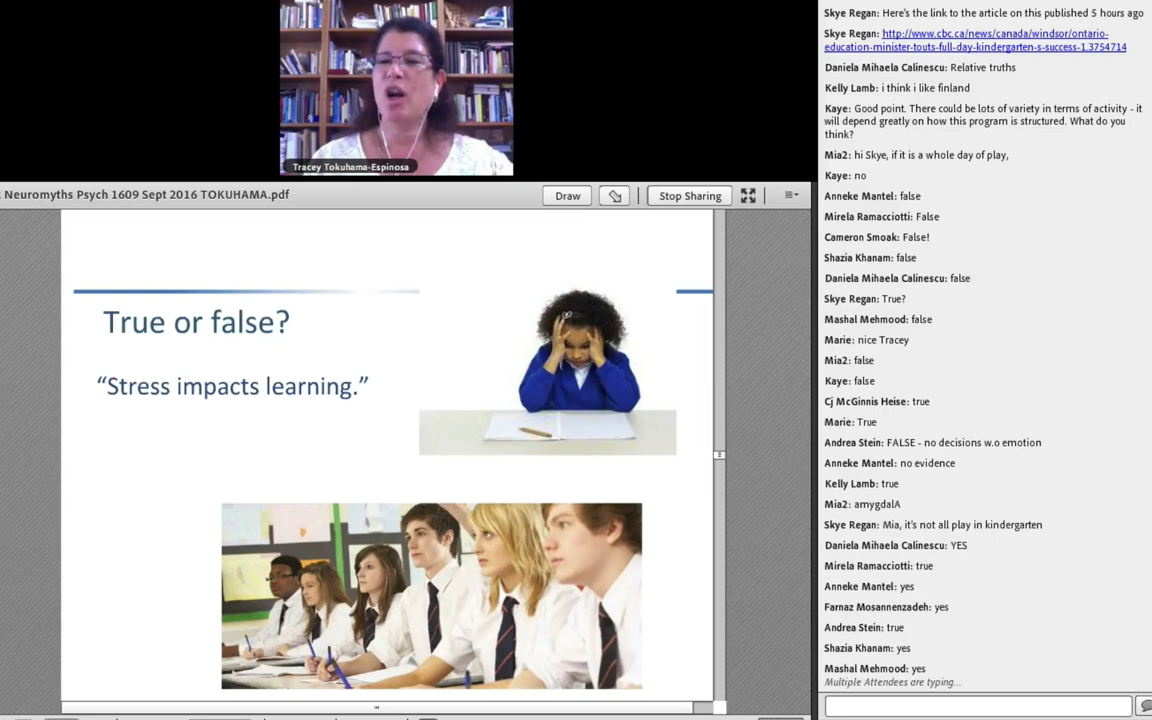 Tracey Tokuhama-Espinosa
Neuromyths Psych 1609 Sept 2016 TOKUHAMA.pdf
Draw
Stop Sharing
True or false?
“Stress impacts learning.”
Skye Regan: Here's the link to the article on this published 5 hours ago
Skye Regan: http://www.cbc.ca/news/canada/windsor/ontario-
education-minister-touts-full-day-kindergarten-s-success-1.3754714
Daniela Mihaela Calinescu: Relative truths
Kelly Lamb: i think i like finland
Kaye: Good point. There could be lots of variety in terms of activity - it
will depend greatly on how this program is structured. What do you
think?
Mia2: hi Skye, if it is a whole day of play,
Kaye: no
Anneke Mantel: false
Mirela Ramacciotti: False
Cameron Smoak: False!
Shazia Khanam: false
Daniela Mihaela Calinescu: false
Skye Regan: True?
Mashal Mehmood: false
Marie: nice Tracey
Mia2: false
Kaye: false
Cj McGinnis Heise: true
Marie: True
Andrea Stein: FALSE - no decisions w.o emotion
Anneke Mantel: no evidence
Kelly Lamb: true
Mia2: amygdalA
Skye Regan: Mia, it's not all play in kindergarten
Daniela Mihaela Calinescu: YES
Mirela Ramacciotti: true
Anneke Mantel: yes
Farnaz Mosannenzadeh: yes
Andrea Stein: true
Shazia Khanam: yes
Mashal Mehmood: yes
Multiple Attendees are typing...